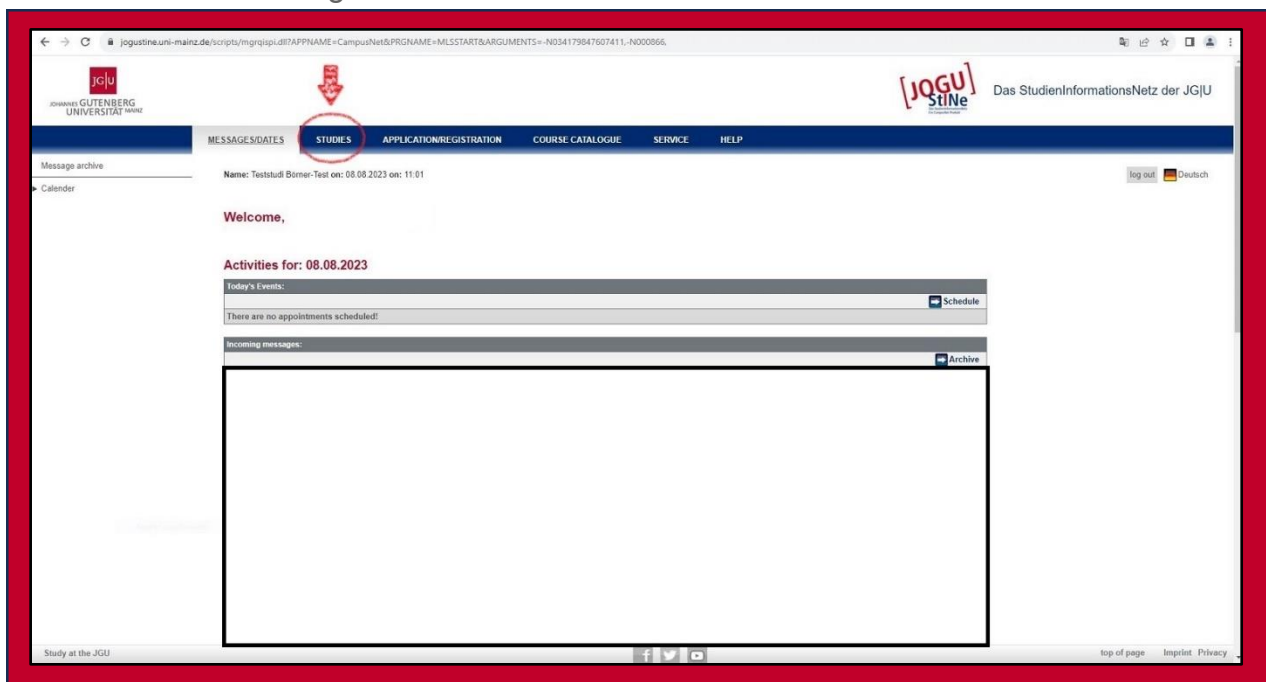 jogustine.uni-mainz.de/scripts/mgrqispi.dll?APPNAME=CampusNet&PRGNAME=MLSSTART&ARGUMENTS=-N034179847607411,-N000866,
JG|U
JOHANNES GUTENBERG
UNIVERSITÄT MAINZ
[JOGU]
StINe
Das StudienInformationsNetz der JG|U
MESSAGES/DATES STUDIES APPLICATION/REGISTRATION COURSE CATALOGUE SERVICE HELP
Message archive
Calender
Name: Teststudi Börner-Test on: 08.08.2023 on: 11:01
log out Deutsch
Welcome,
Activities for: 08.08.2023
Today's Events:
Schedule
There are no appointments scheduled!
Incoming messages:
Archive
Study at the JGU
top of page Imprint Privacy